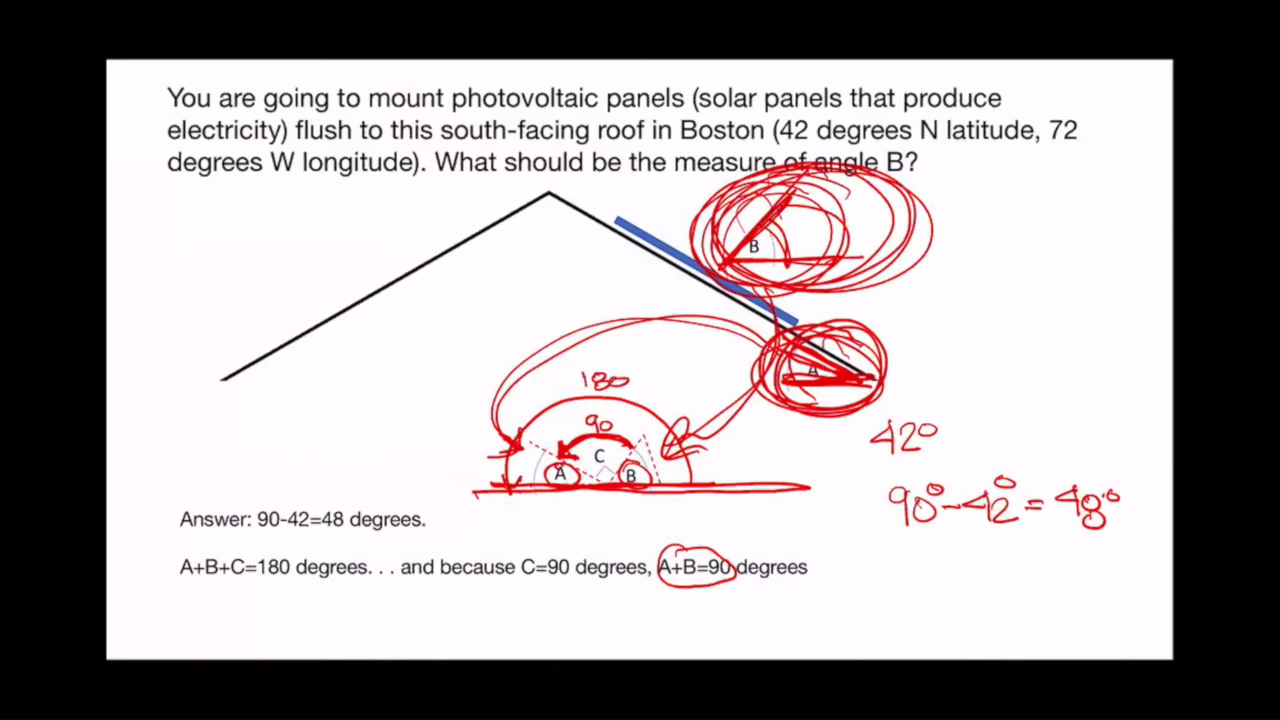 You are going to mount photovoltaic panels (solar panels that produce
electricity) flush to this south-facing roof in Boston (42 degrees N latitude, 72
degrees W longitude). What should be the measure of angle B?
B
A
180
90
C
A
B
42°
90° - 42° = 48°
Answer: 90-42=48 degrees.
A+B+C=180 degrees. . . and because C=90 degrees, A+B=90 degrees